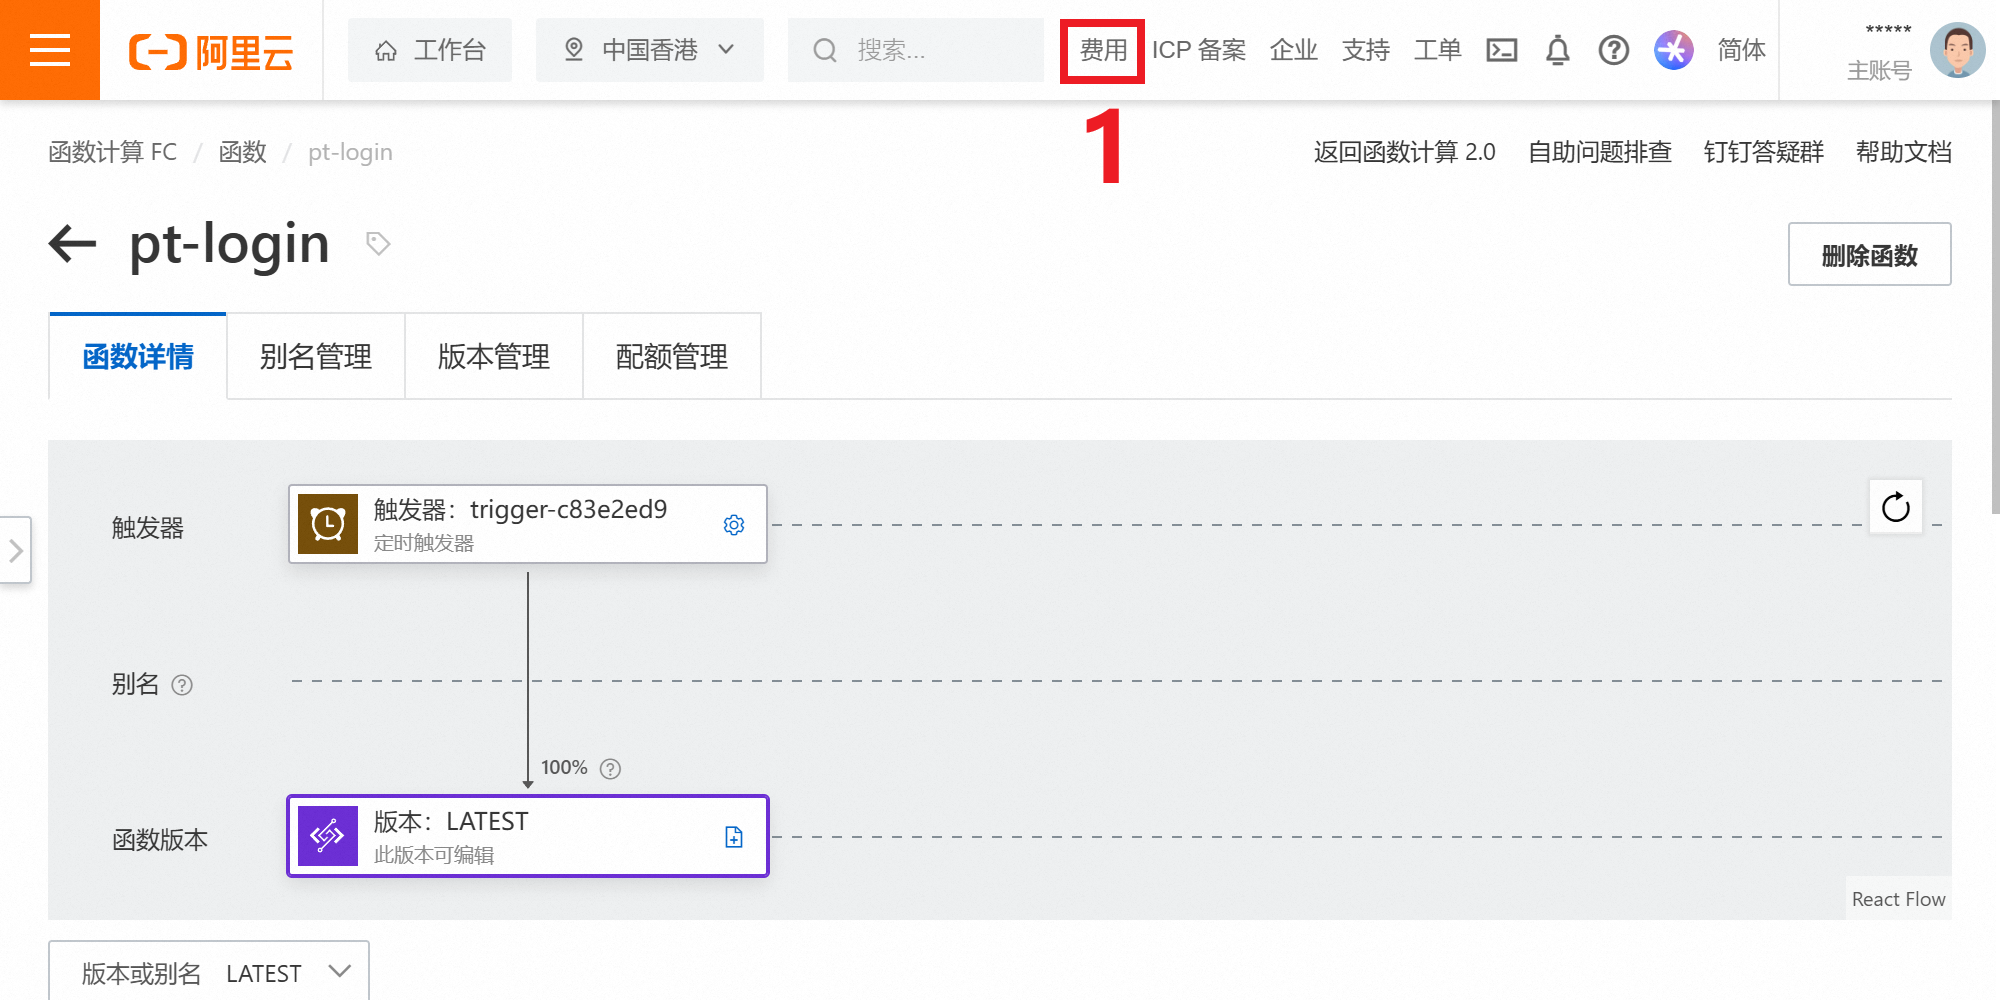 阿里云
工作台
中国香港
搜索...
费用
ICP 备案
企业
支持
工单
简体
*****
主账号
1
函数计算 FC / 函数 / pt-login
返回函数计算 2.0
自助问题排查
钉钉答疑群
帮助文档
pt-login
删除函数
函数详情
别名管理
版本管理
配额管理
触发器
触发器：trigger-c83e2ed9
定时触发器
别名
100%
函数版本
版本：LATEST
此版本可编辑
React Flow
版本或别名 LATEST